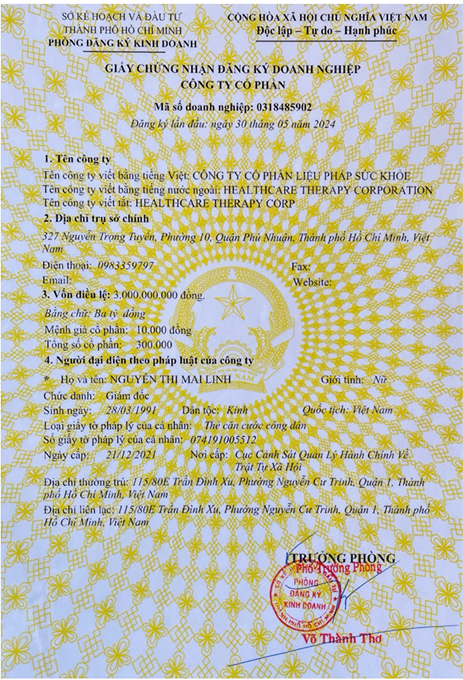 SỞ KẾ HOẠCH VÀ ĐẦU TƯ
THÀNH PHỐ HỒ CHÍ MINH
PHÒNG ĐĂNG KÝ KINH DOANH
CỘNG HÒA XÃ HỘI CHỦ NGHĨA VIỆT NAM
Độc lập – Tự do – Hạnh phúc
GIẤY CHỨNG NHẬN ĐĂNG KÝ DOANH NGHIỆP
CÔNG TY CỔ PHẦN
Mã số doanh nghiệp: 0318485902
Đăng ký lần đầu: ngày 30 tháng 05 năm 2024
1. Tên công ty
Tên công ty viết bằng tiếng Việt: CÔNG TY CỔ PHẦN LIỆU PHÁP SỨC KHỎE
Tên công ty viết bằng tiếng nước ngoài: HEALTHCARE THERAPY CORPORATION
Tên công ty viết tắt: HEALTHCARE THERAPY CORP
2. Địa chỉ trụ sở chính
327 Nguyễn Trọng Tuyển, Phường 10, Quận Phú Nhuận, Thành phố Hồ Chí Minh, Việt
Nam
Điện thoại: 0983359797 Fax:
Email: Website:
3. Vốn điều lệ: 3.000.000.000 đồng.
Bằng chữ: Ba tỷ đồng
Mệnh giá cổ phần: 10.000 đồng
Tổng số cổ phần: 300.000
4. Người đại diện theo pháp luật của công ty
* Họ và tên: NGUYỄN THỊ MAI LINH Giới tính: Nữ
Chức danh: Giám đốc
Sinh ngày: 28/03/1991 Dân tộc: Kinh Quốc tịch: Việt Nam
Loại giấy tờ pháp lý của cá nhân: Thẻ căn cước công dân
Số giấy tờ pháp lý của cá nhân: 074191005512
Ngày cấp: 21/12/2021 Nơi cấp: Cục Cảnh Sát Quản Lý Hành Chính Về
Trật Tự Xã Hội
Địa chỉ thường trú: 115/80E Trần Đình Xu, Phường Nguyễn Cư Trinh, Quận 1, Thành
phố Hồ Chí Minh, Việt Nam
Địa chỉ liên lạc: 115/80E Trần Đình Xu, Phường Nguyễn Cư Trinh, Quận 1, Thành phố
Hồ Chí Minh, Việt Nam
TRƯỞNG PHÒNG
Phó Trưởng Phòng
PHÒNG
ĐĂNG KÝ
KINH DOANH
Võ Thành Thơ